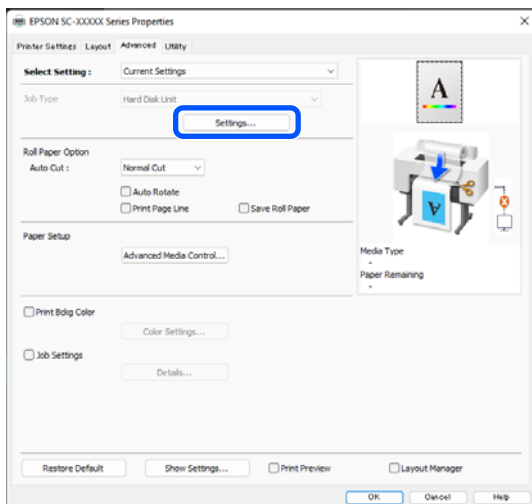 EPSON SC-XXXXX Series Properties
Printer Settings Layout Advanced Utility
Select Setting : Current Settings
Job Type Hard Disk Unit
Settings...
Roll Paper Option
Auto Cut : Normal Cut
Auto Rotate
Print Page Line Save Roll Paper
Paper Setup
Advanced Media Control...
A
A
Media Type
-
Paper Remaining
-
Print Bdkg Color
Color Settings...
Job Settings
Details...
Restore Default Show Settings... Print Preview Layout Manager
OK Cancel Help